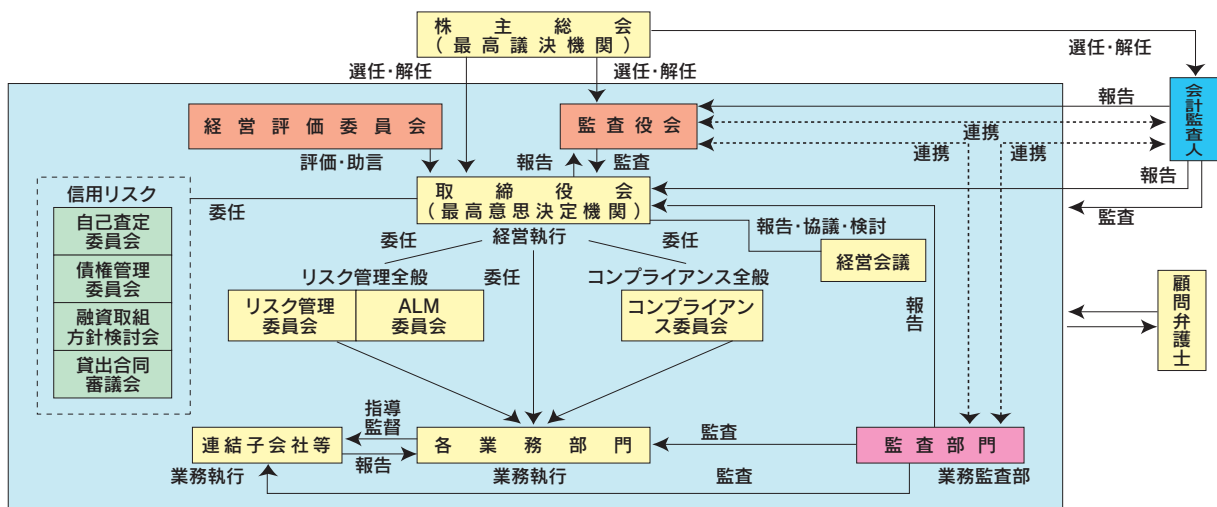 株主総会
(最高議決機関)
選任･解任
選任･解任
選任･解任
経営評価委員会
監査役会
報告
会計監査人
連携
連携
連携
評価･助言
報告
監査
報告
監査
信用リスク
自己査定
委員会
債権管理
委員会
融資取組
方針検討会
貸出合同
審議会
委任
取締役会
(最高意思決定機関)
経営執行
報告･協議･検討
経営会議
委任
委任
委任
リスク管理全般
コンプライアンス全般
リスク管理
委員会
ALM
委員会
コンプライアン
ス委員会
報告
顧問弁護士
指導
監督
連結子会社等
報告
業務執行
各業務部門
業務執行
監査
監査
監査部門
業務監査部